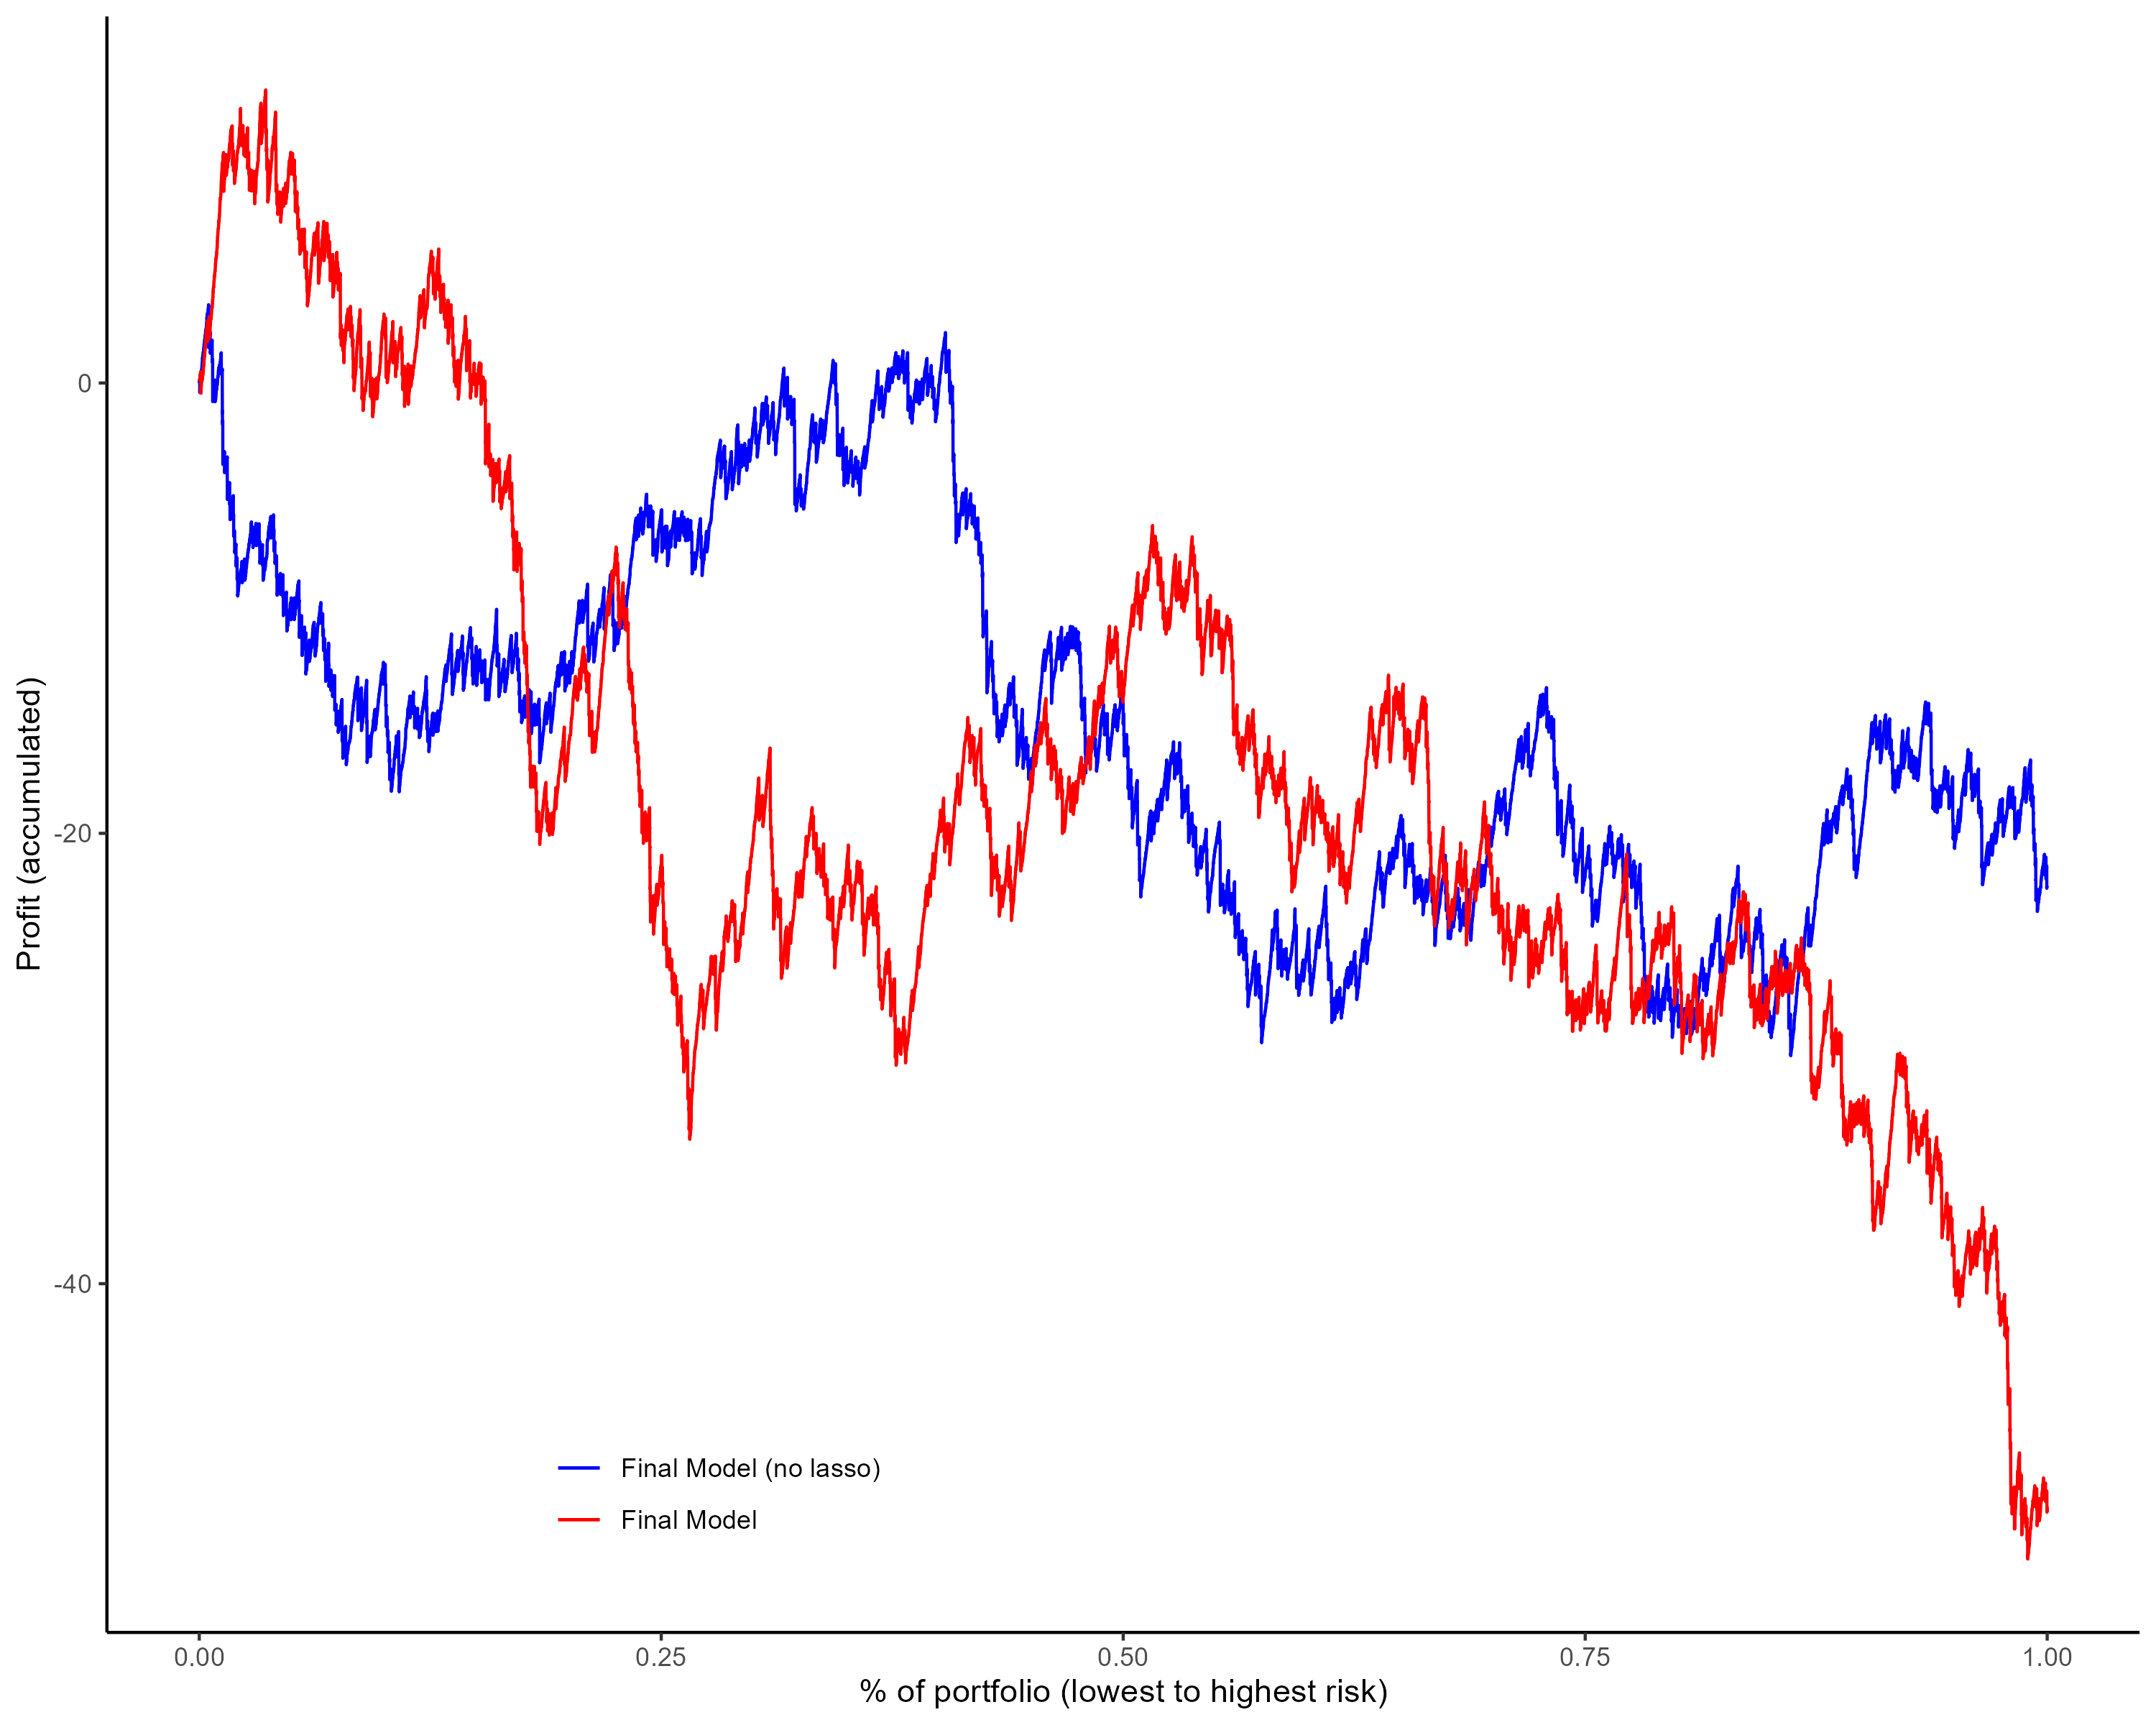 Profit (accumulated)
0
-20
-40
Final Model (no lasso)
Final Model
0.00 0.25 0.50 0.75 1.00
% of portfolio (lowest to highest risk)